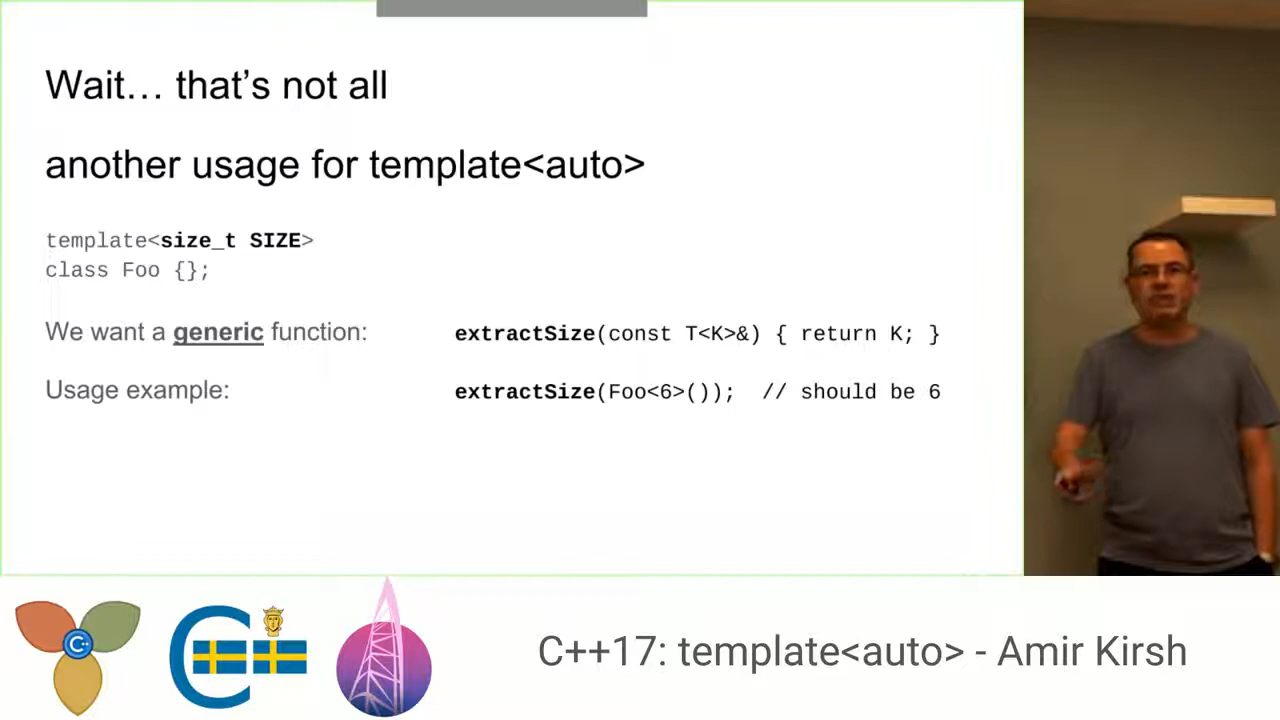 Wait… that's not all
another usage for template<auto>
template<size_t SIZE>
class Foo {};
We want a generic function: extractSize(const T<K>&) { return K; }
Usage example: extractSize(Foo<6>()); // should be 6
C++
C++
C++17: template<auto> - Amir Kirsh